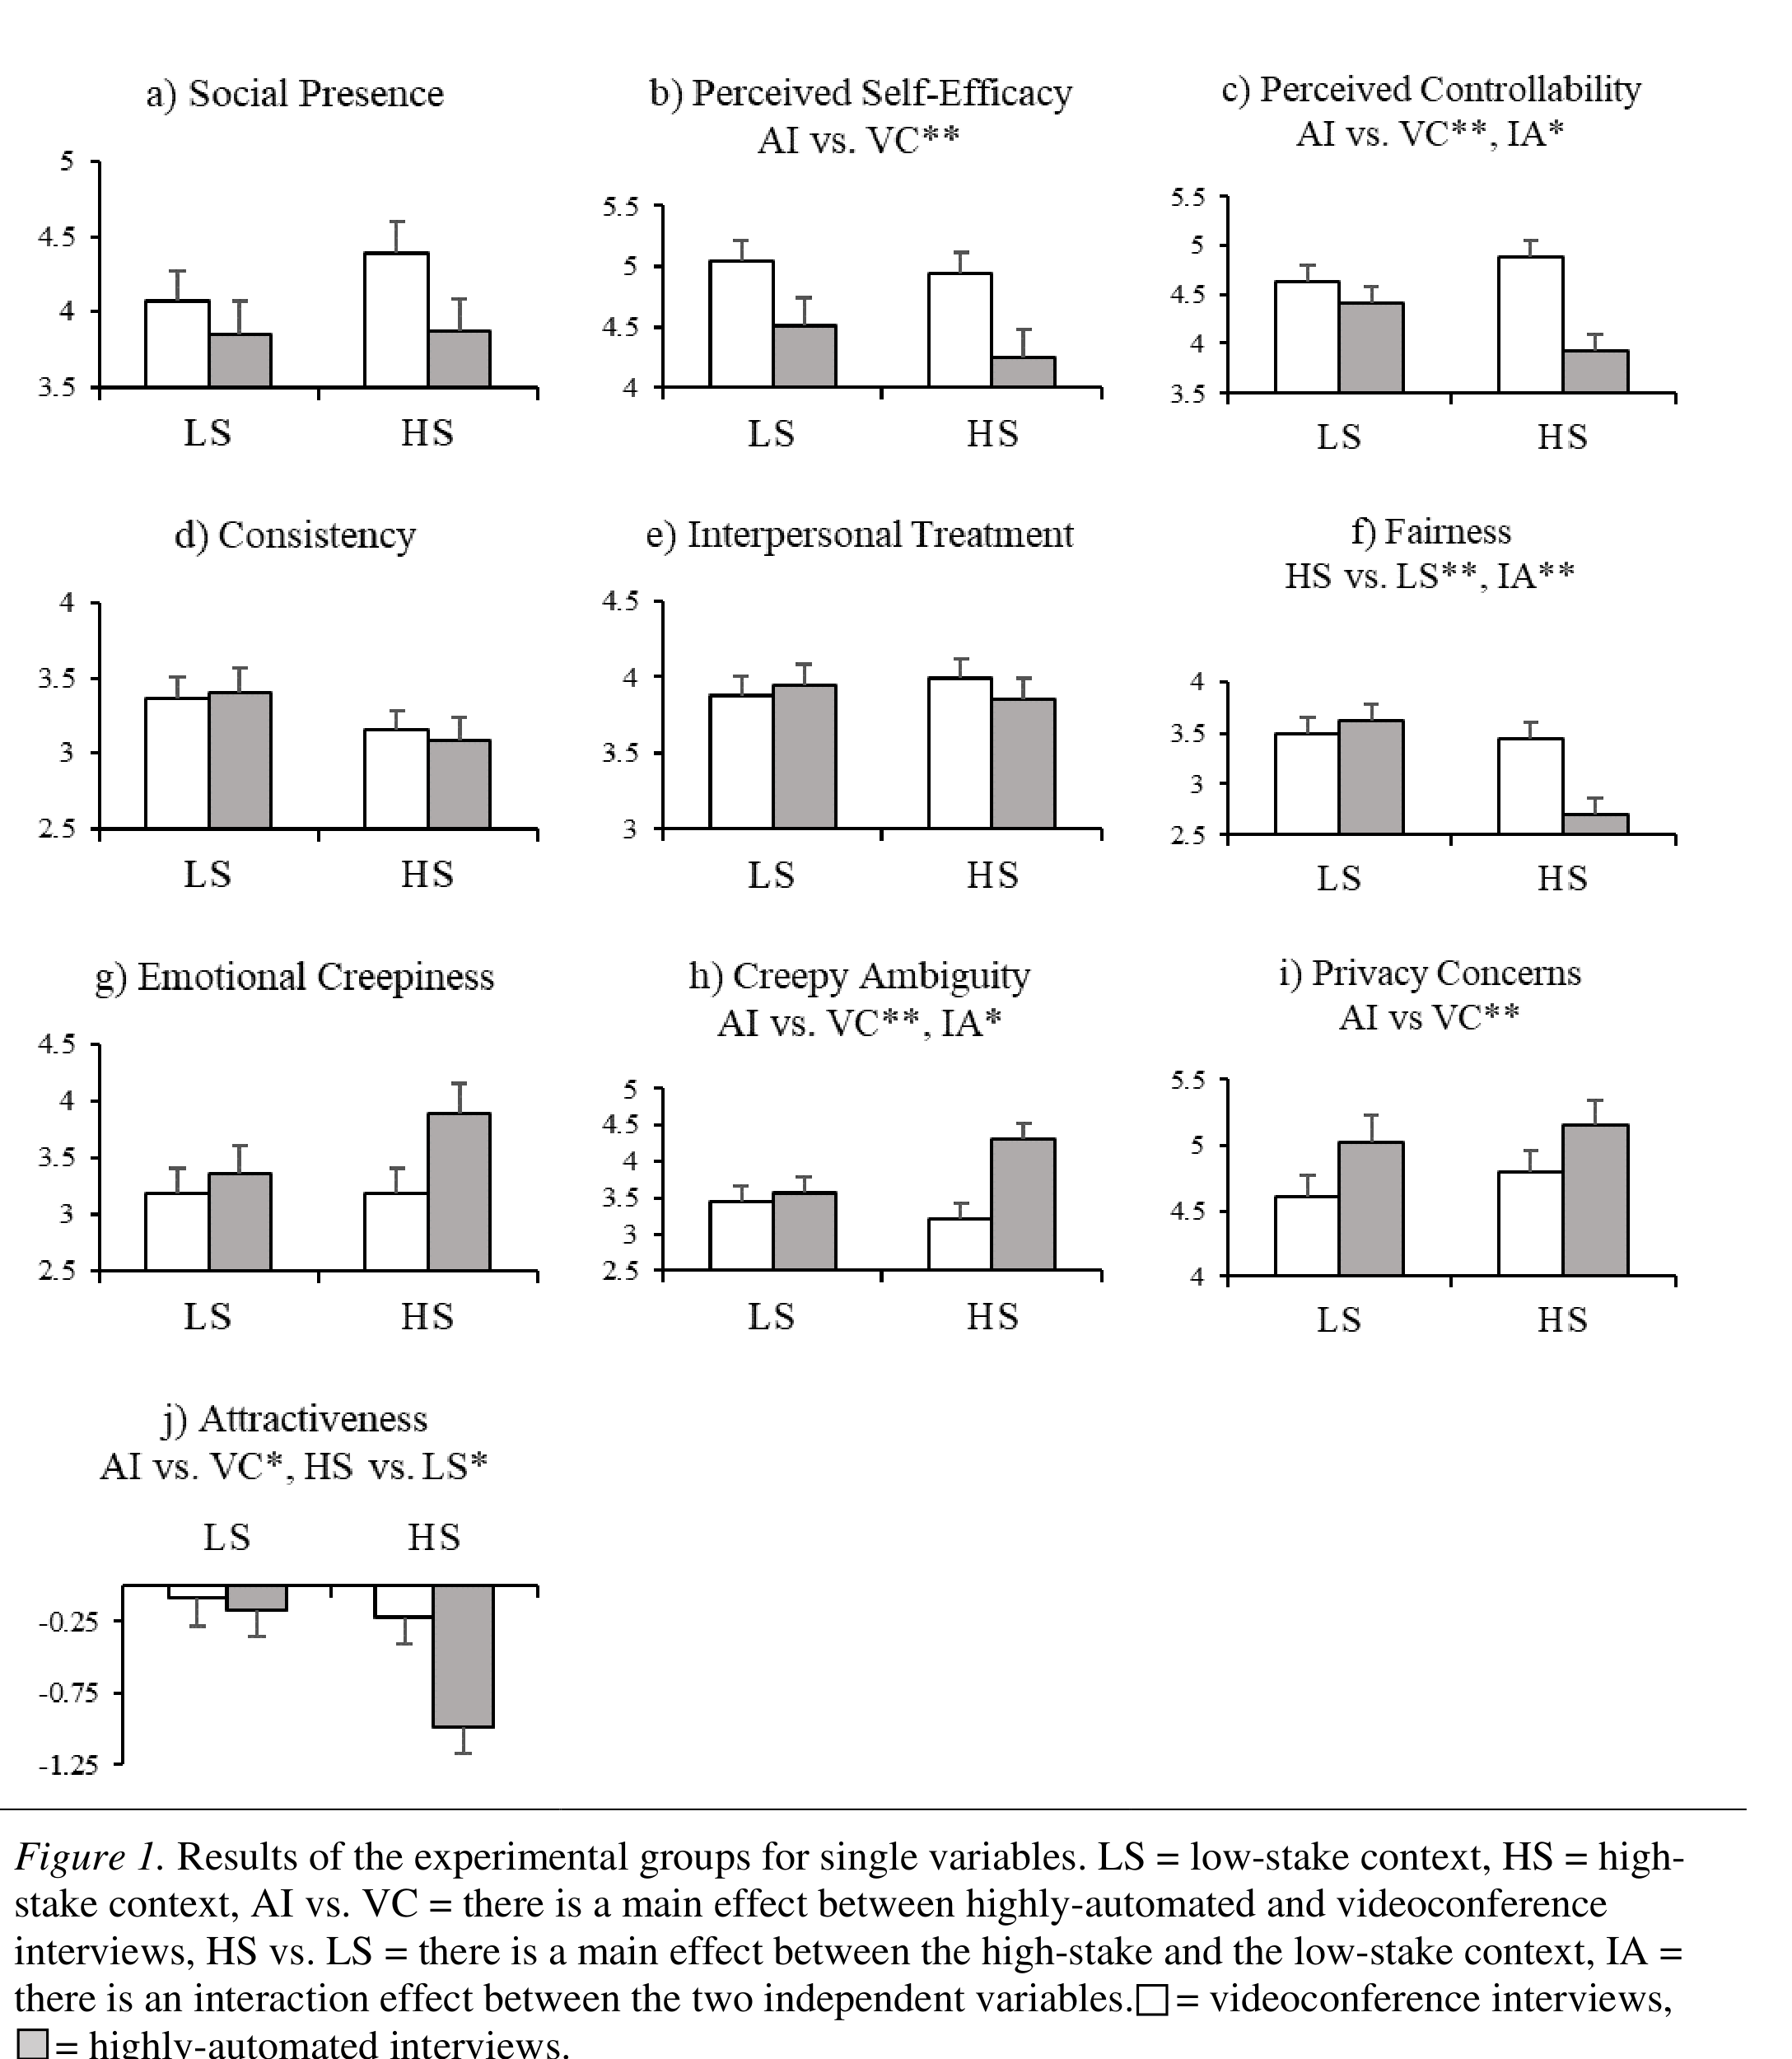 a) Social Presence
5
4.5
4
3.5
LS HS
b) Perceived Self-Efficacy
AI vs. VC**
5.5
5
4.5
4
LS HS
c) Perceived Controllability
AI vs. VC**, IA*
5.5
5
4.5
4
3.5
LS HS
d) Consistency
4
3.5
3
2.5
LS HS
e) Interpersonal Treatment
4.5
4
3.5
3
LS HS
f) Fairness
HS vs. LS**, IA**
4
3.5
3
2.5
LS HS
g) Emotional Creepiness
4.5
4
3.5
3
2.5
LS HS
h) Creepy Ambiguity
AI vs. VC**, IA*
5
4.5
4
3.5
3
2.5
LS HS
i) Privacy Concerns
AI vs VC**
5.5
5
4.5
4
LS HS
j) Attractiveness
AI vs. VC*, HS vs. LS*
LS HS
-0.25
-0.75
-1.25
Figure 1. Results of the experimental groups for single variables. LS = low-stake context, HS = high-
stake context, AI vs. VC = there is a main effect between highly-automated and videoconference
interviews, HS vs. LS = there is a main effect between the high-stake and the low-stake context, IA =
there is an interaction effect between the two independent variables.□ = videoconference interviews,
= highly-automated interviews.